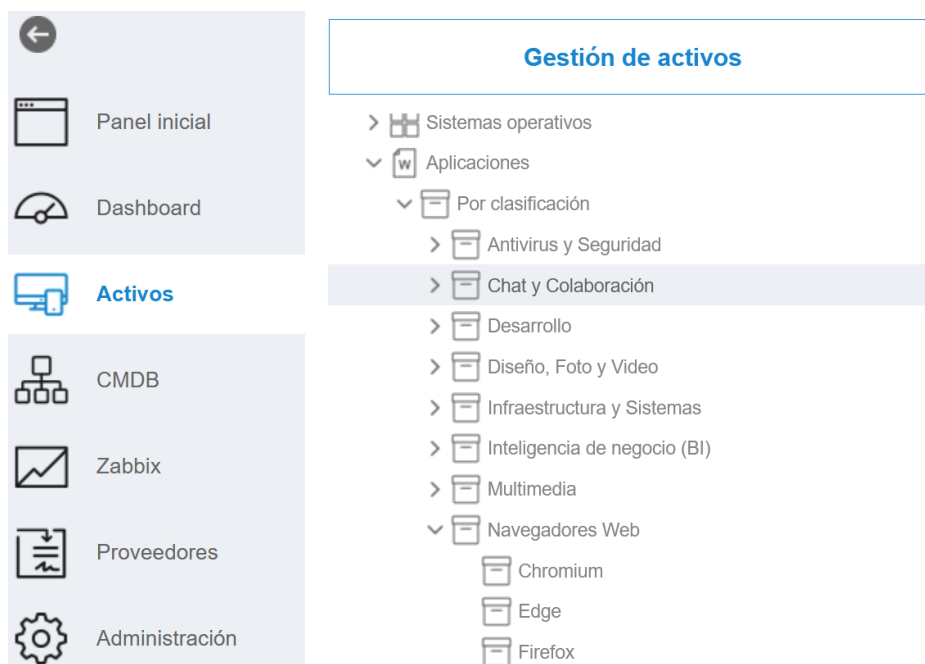 Panel inicial
Dashboard
Activos
CMDB
Zabbix
Proveedores
Administración
Gestión de activos
Sistemas operativos
W
Aplicaciones
Por clasificación
Antivirus y Seguridad
Chat y Colaboración
Desarrollo
Diseño, Foto y Video
Infraestructura y Sistemas
Inteligencia de negocio (BI)
Multimedia
Navegadores Web
Chromium
Edge
Firefox